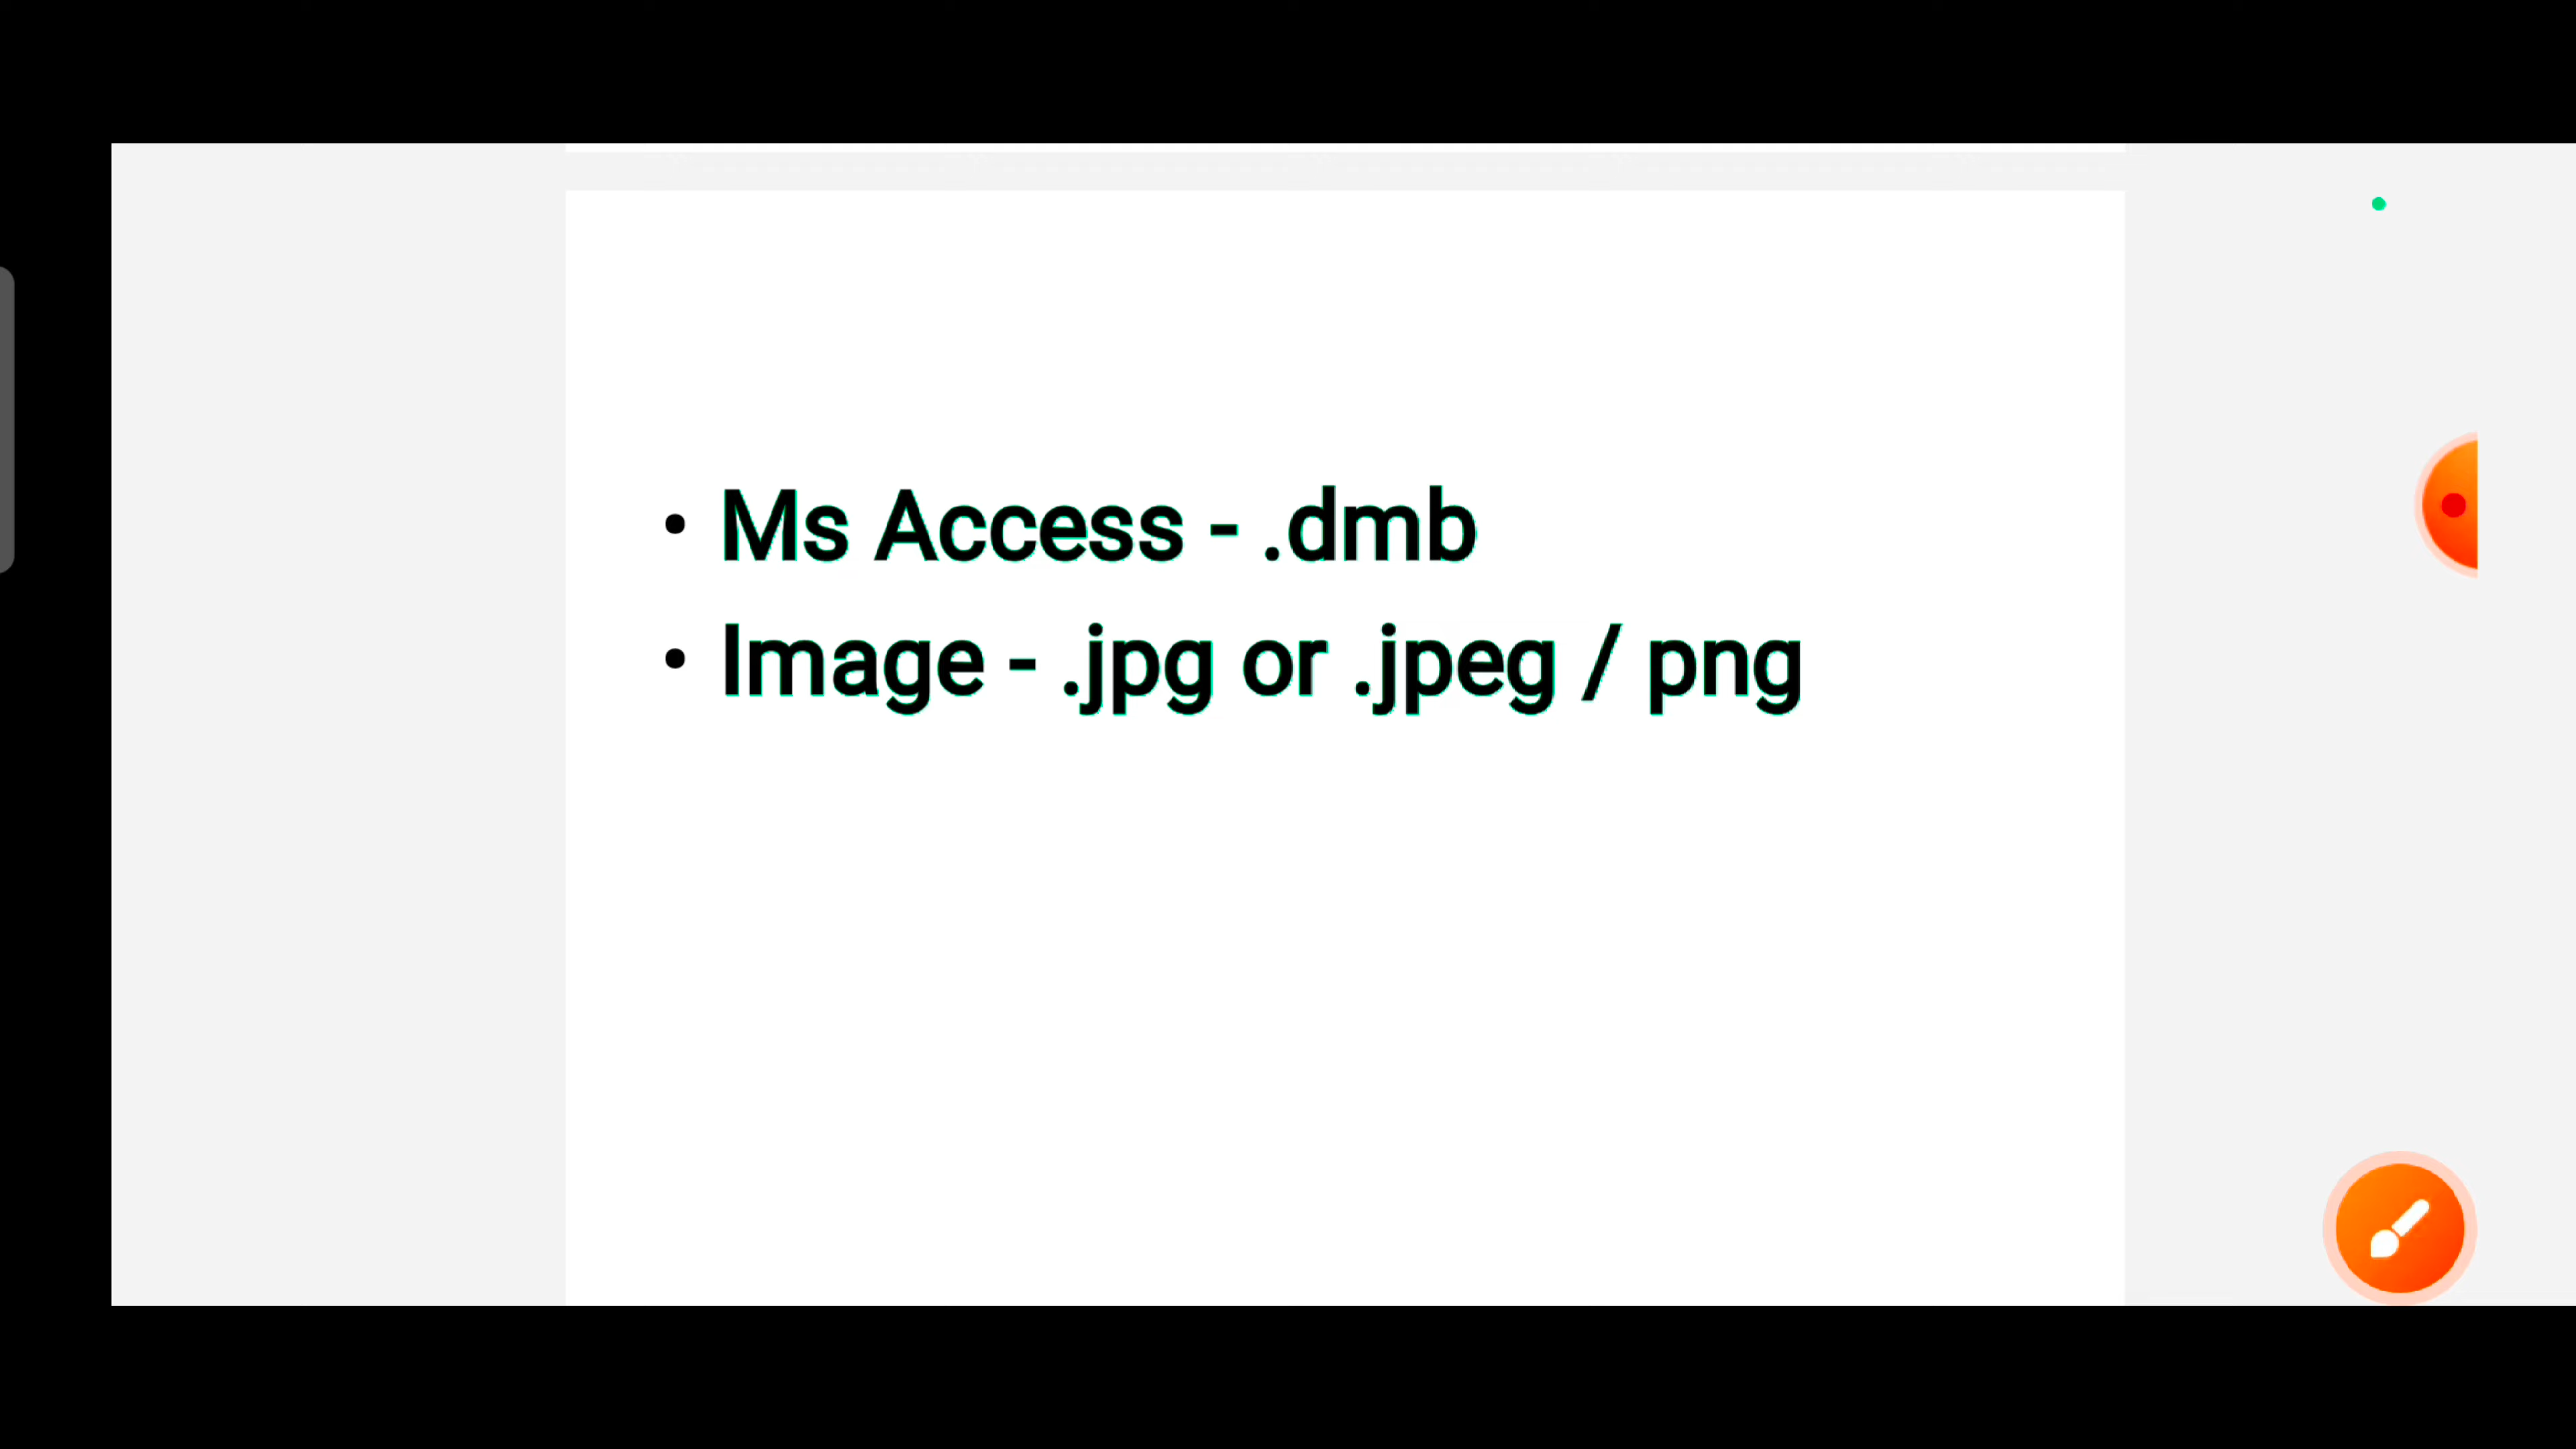 • Ms Access - .dmb
• Image - .jpg or .jpeg / png